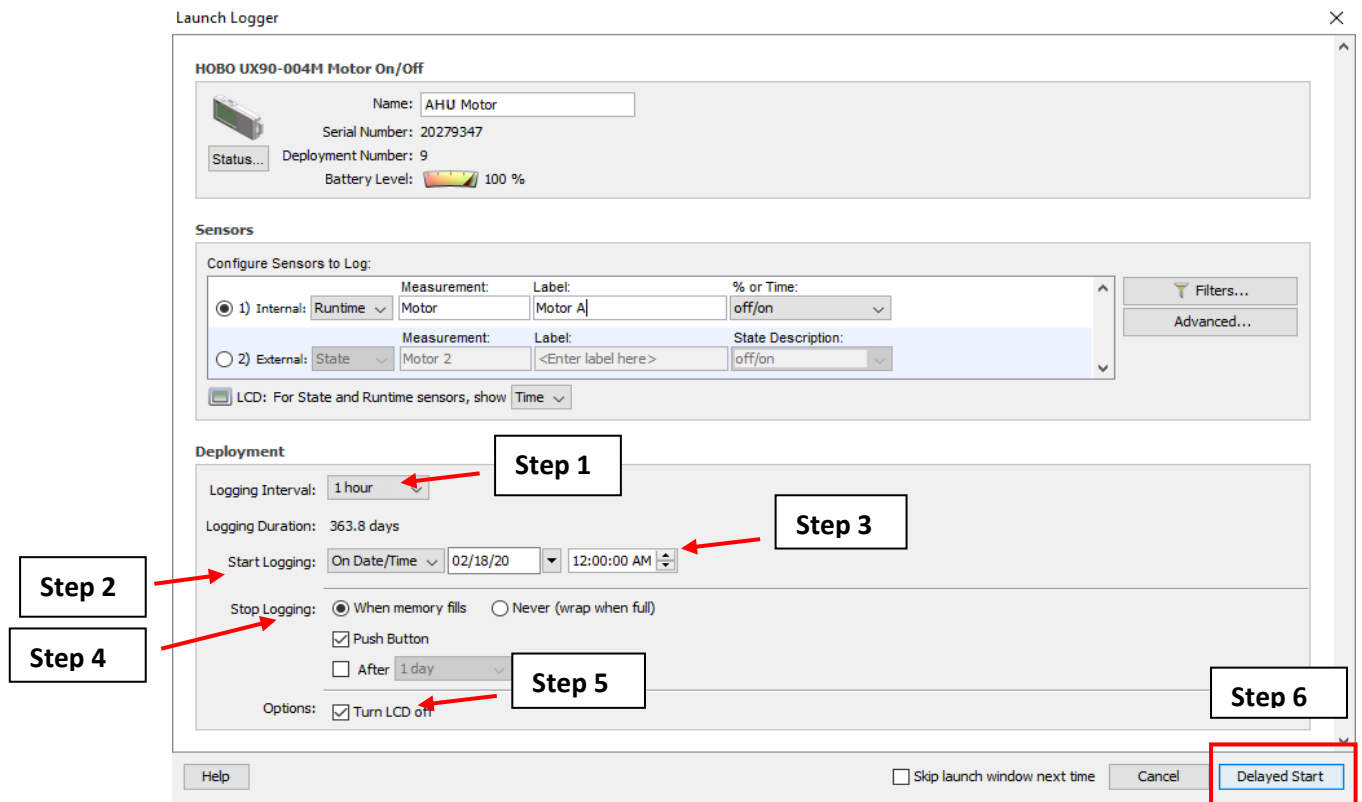 Launch Logger
HOBO UX90-004M Motor On/Off
Name: AHU Motor
Serial Number: 20279347
Status... Deployment Number: 9
Battery Level: 100 %
Sensors
Configure Sensors to Log:
Measurement: Label: % or Time:
1) Internal: Runtime Motor Motor A off/on
Filters...
Advanced...
Measurement: Label: State Description:
2) External: State Motor 2 <Enter label here> off/on
LCD: For State and Runtime sensors, show Time
Deployment
Step 1
Logging Interval: 1 hour
Logging Duration: 363.8 days
Step 3
Start Logging: On Date/Time 02/18/20 12:00:00 AM
Step 2
Stop Logging: When memory fills Never (wrap when full)
Push Button
Step 4
After 1 day
Step 5
Options: Turn LCD off
Step 6
Help Skip launch window next time Cancel Delayed Start